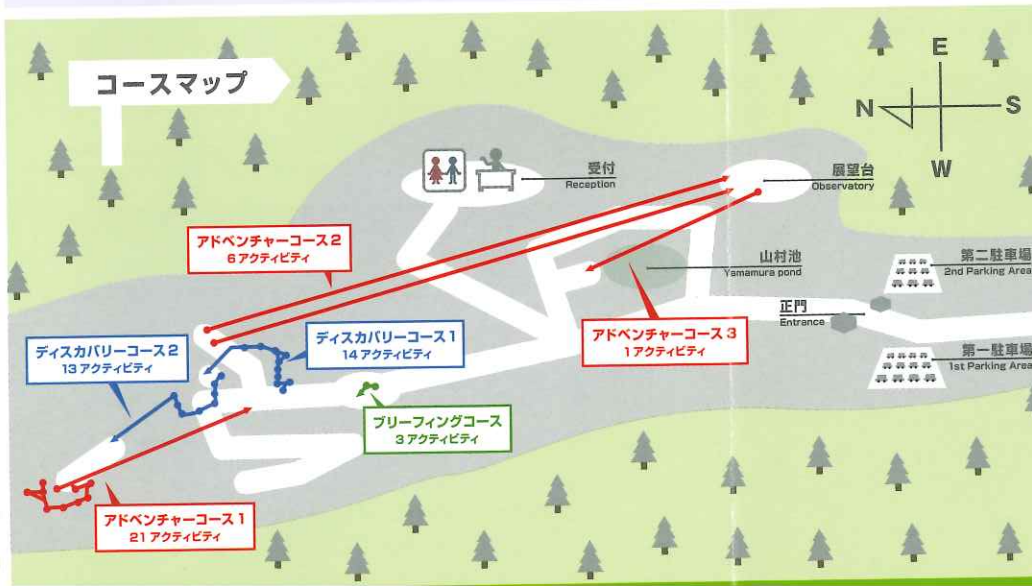 コースマップ
E
N
S
W
受付
Reception
展望台
Observatory
アドベンチャーコース2
6 アクティビティ
山村池
Yamamura pond
第二駐車場
2nd Parking Area
正門
Entrance
ディスカバリーコース2
13 アクティビティ
ディスカバリーコース1
14 アクティビティ
アドベンチャーコース3
1 アクティビティ
第一駐車場
1st Parking Area
ブリーフィングコース
3 アクティビティ
アドベンチャーコース1
21 アクティビティ